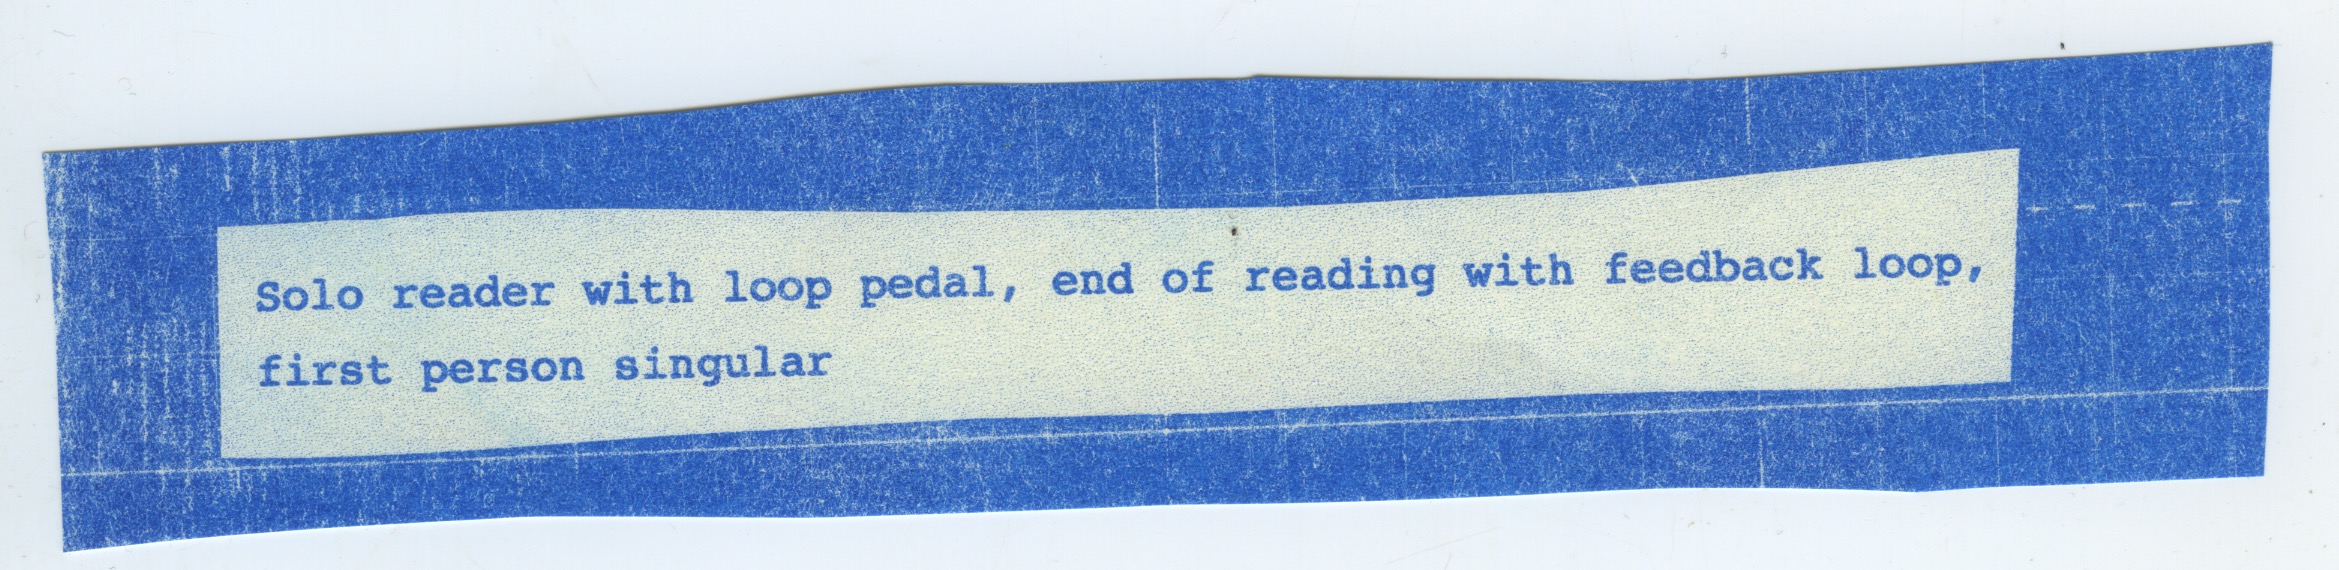 Solo reader with loop pedal, end of reading with feedback loop,
first person singular